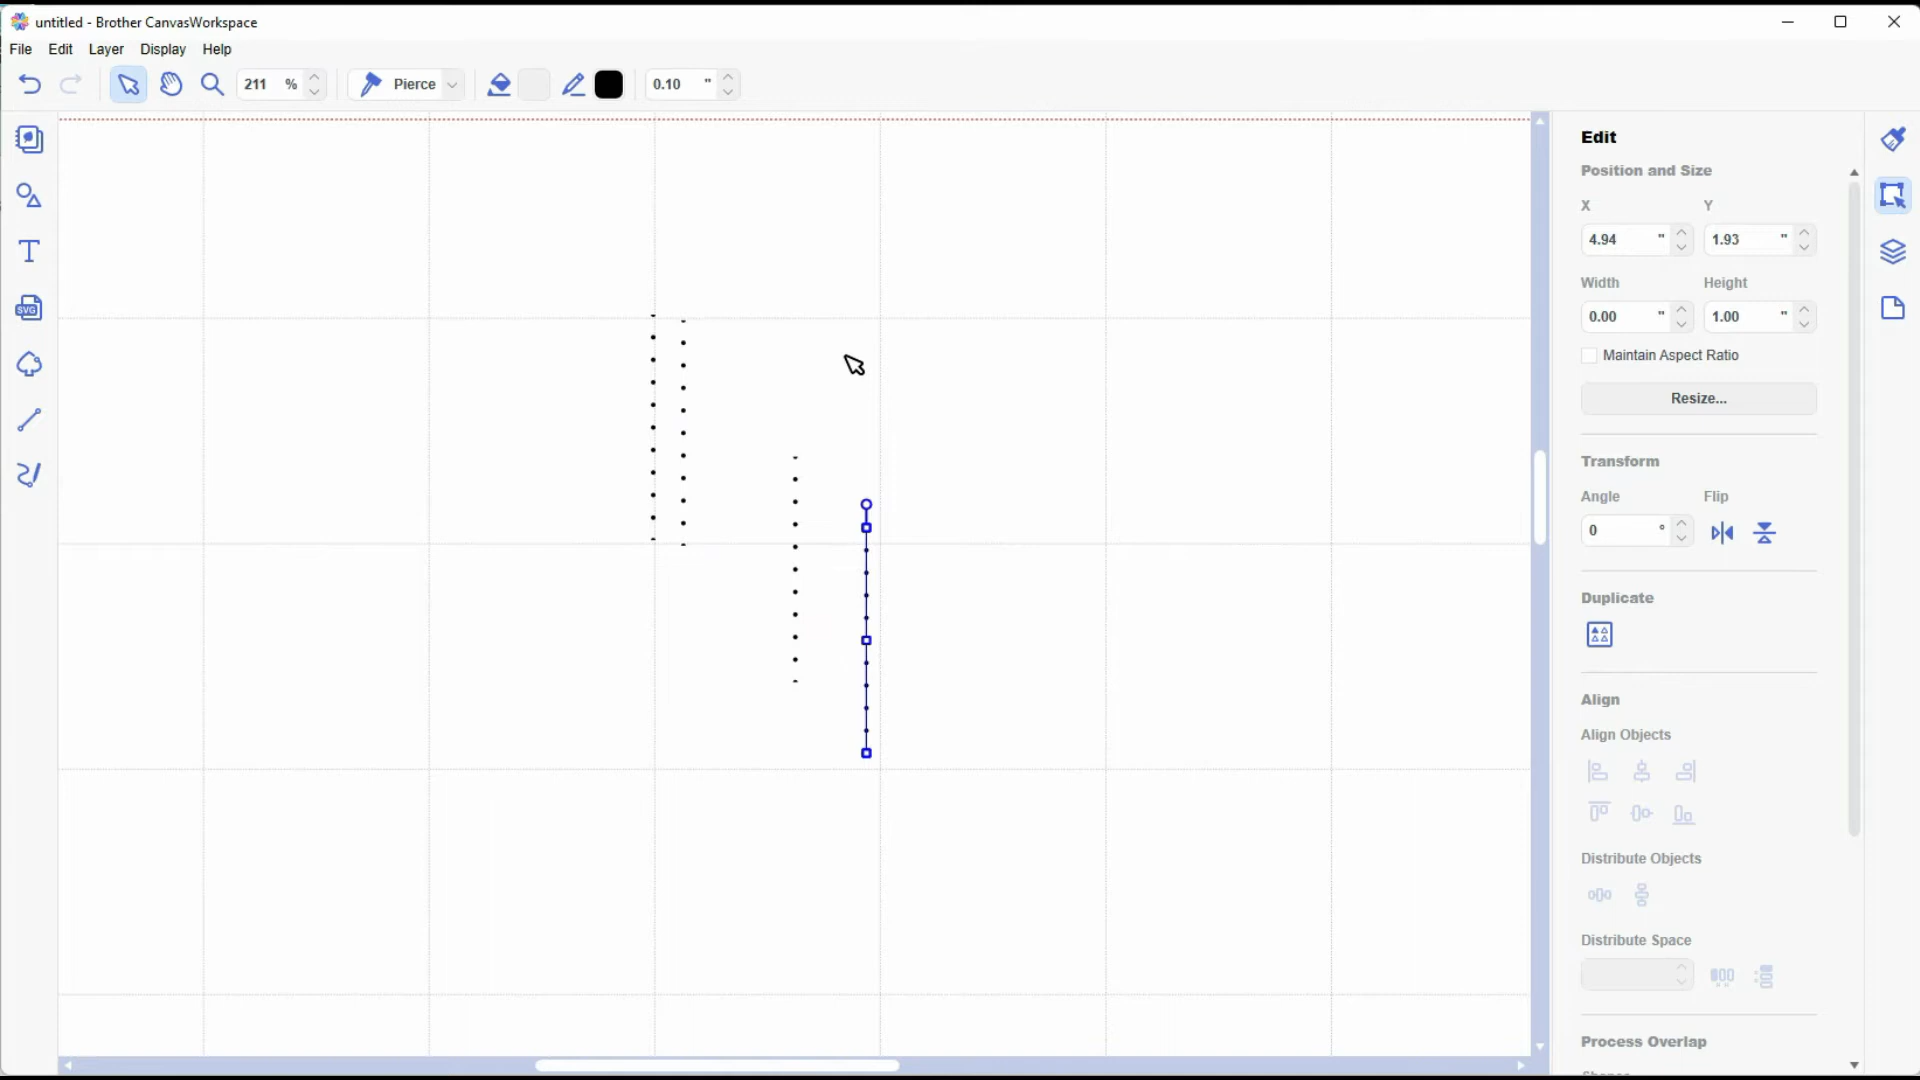 untitled - Brother CanvasWorkspace
File Edit Layer Display Help
211 % Pierce 0.10 "
Edit
Position and Size
X Y
4.94 " 1.93 "
Width Height
0.00 " 1.00 "
Maintain Aspect Ratio
Resize...
Transform
Angle Flip
0 °
Duplicate
Align
Align Objects
Distribute Objects
Distribute Space
Process Overlap
T
SVG